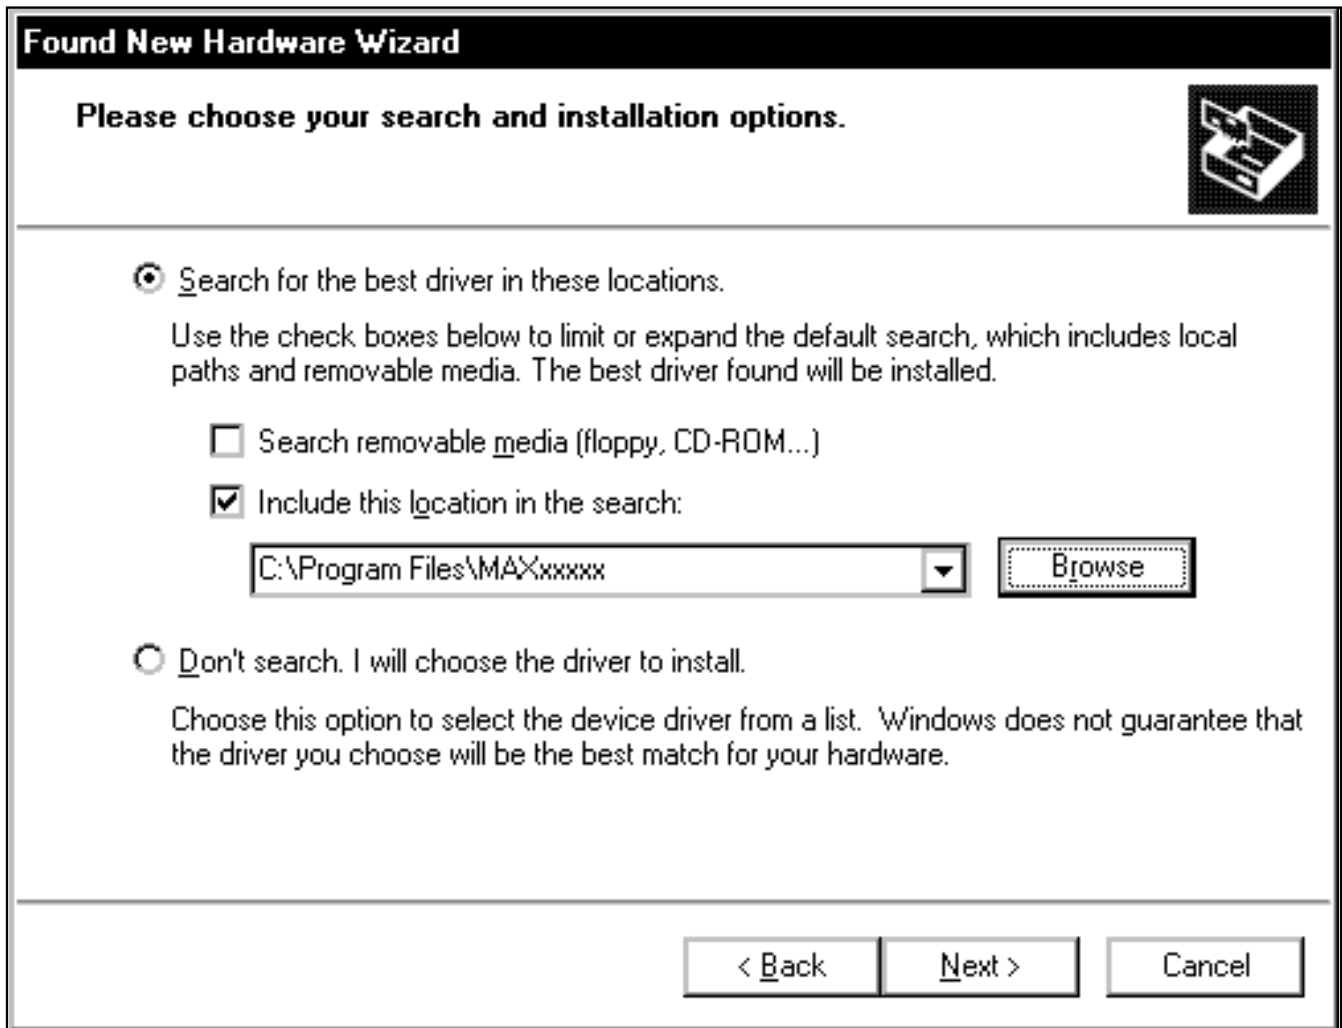 Found New Hardware Wizard
Please choose your search and installation options.
Search for the best driver in these locations.
Use the check boxes below to limit or expand the default search, which includes local
paths and removable media. The best driver found will be installed.
Search removable media (floppy, CD-ROM...)
Include this location in the search:
C:\Program Files\MAXxxxxx
Browse
Don't search. I will choose the driver to install.
Choose this option to select the device driver from a list.  Windows does not guarantee that
the driver you choose will be the best match for your hardware.
< Back
Next >
Cancel